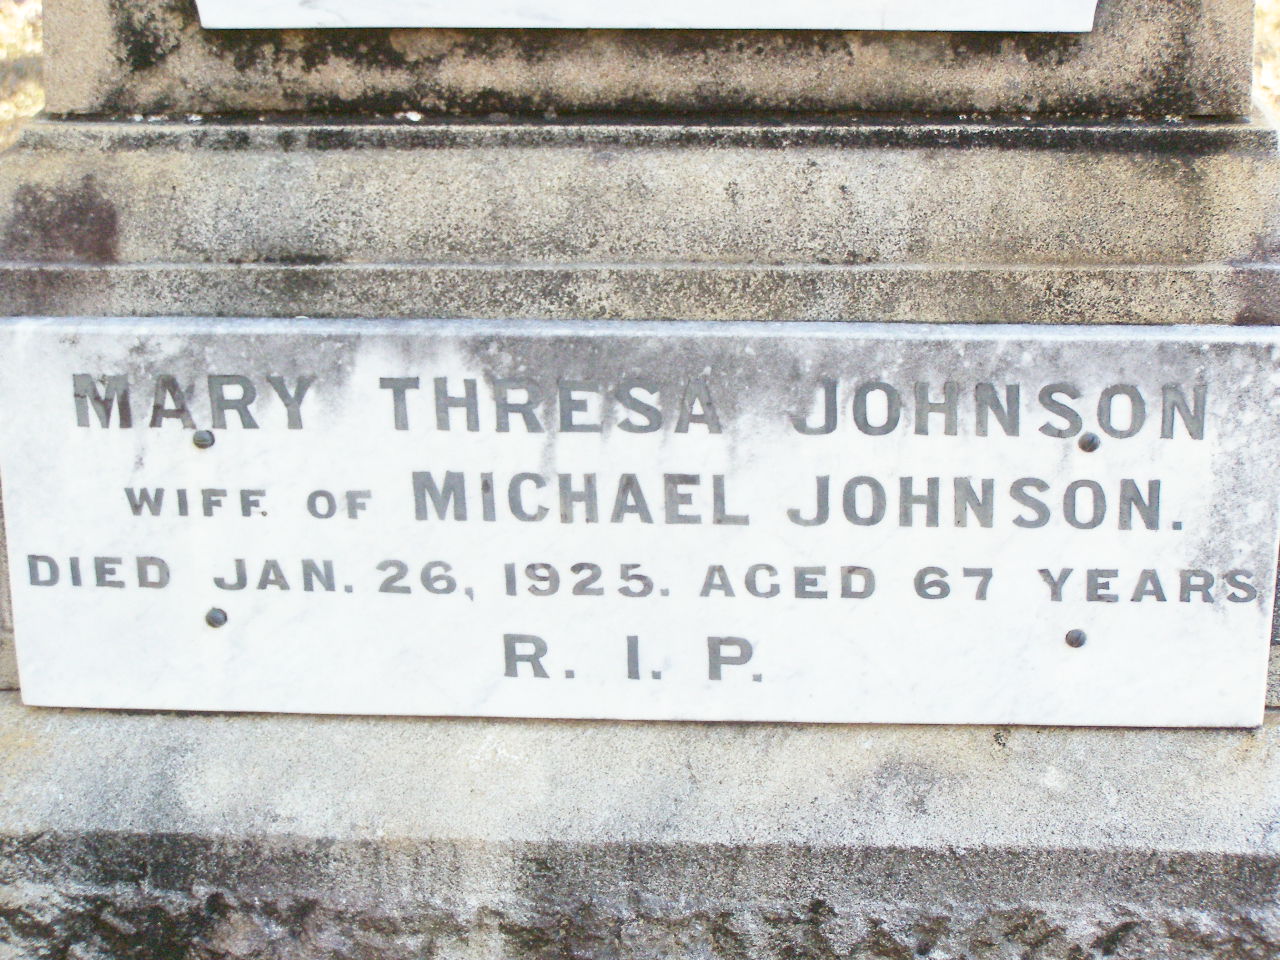 MARY THRESA JOHNSON
WIFE OF MICHAEL JOHNSON.
DIED JAN. 26, 1925. AGED 67 YEARS
R. I. P.